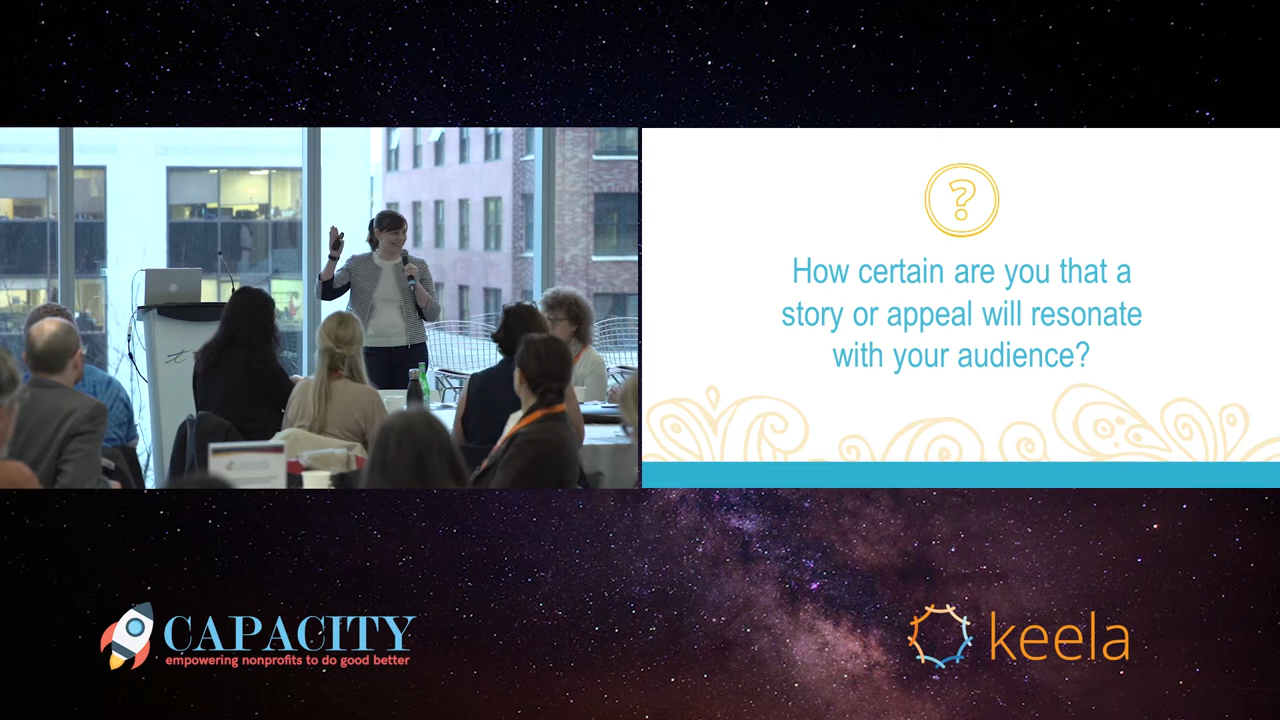 ?
How certain are you that a
story or appeal will resonate
with your audience?
CAPACITY
empowering nonprofits to do good better
keela